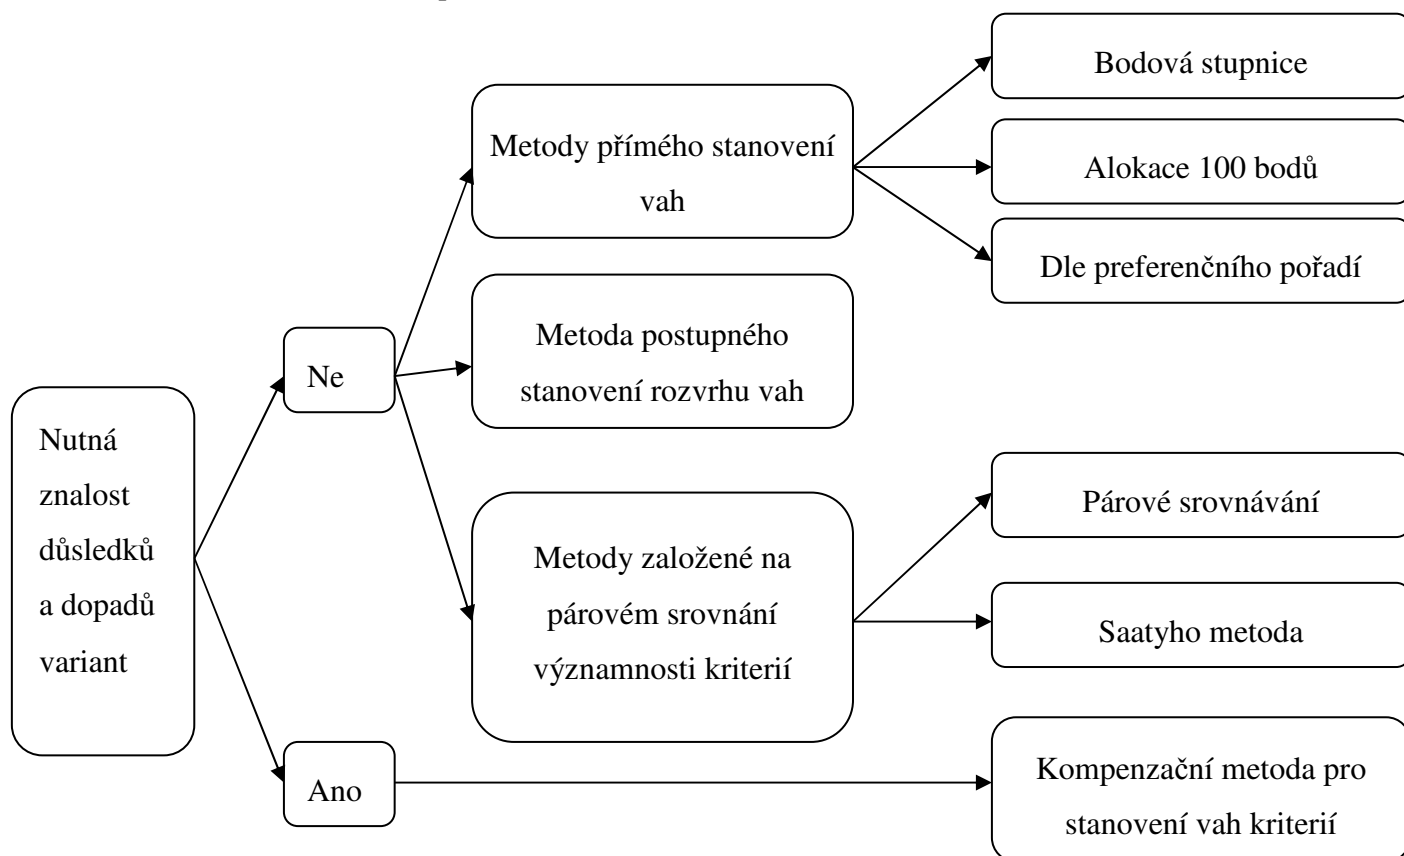 Nutná
znalost
důsledků
a dopadů
variant
Ne
Ano
Metody přímého stanovení
vah
Metoda postupného
stanovení rozvrhu vah
Metody založené na
párovém srovnání
významnosti kriterií
Bodová stupnice
Alokace 100 bodů
Dle preferenčního pořadí
Párové srovnávání
Saatyho metoda
Kompenzační metoda pro
stanovení vah kriterií